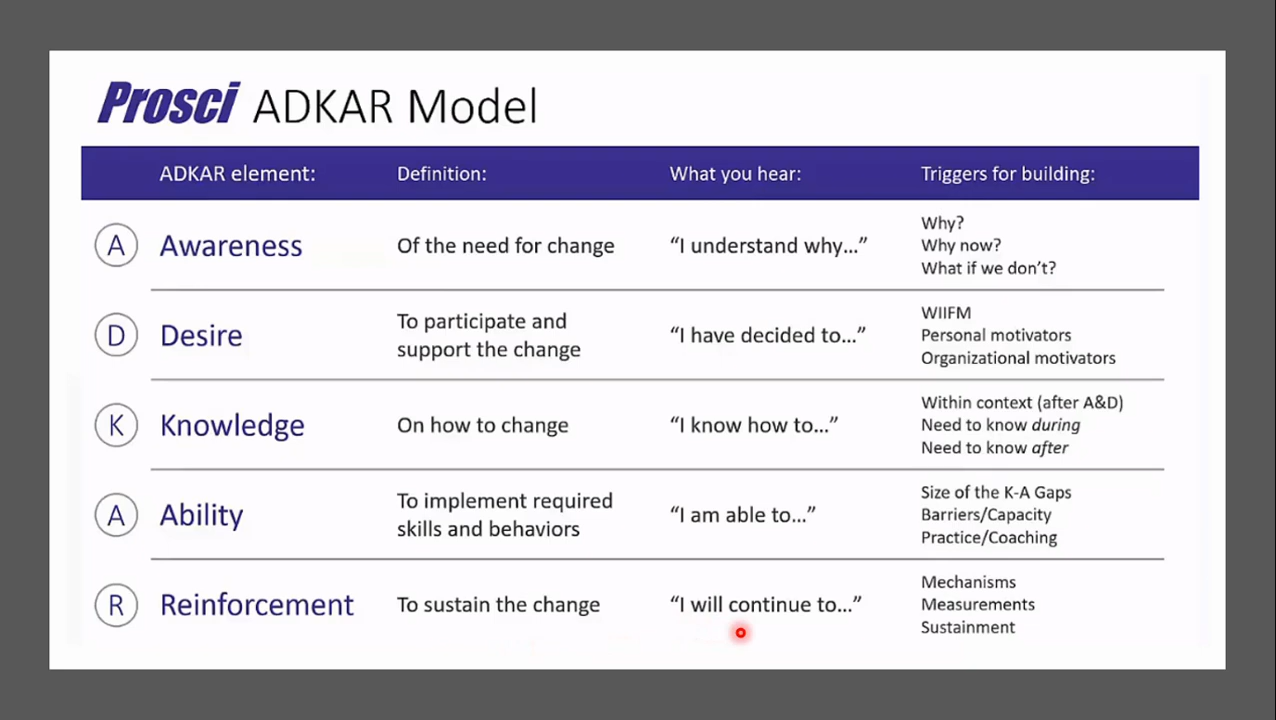 Prosci ADKAR Model
ADKAR element: Definition: What you hear: Triggers for building:
A Awareness Of the need for change “I understand why...” Why?
Why now?
What if we don’t?
D Desire To participate and
support the change “I have decided to...” WIIFM
Personal motivators
Organizational motivators
K Knowledge On how to change “I know how to...” Within context (after A&D)
Need to know during
Need to know after
A Ability To implement required
skills and behaviors “I am able to...” Size of the K-A Gaps
Barriers/Capacity
Practice/Coaching
R Reinforcement To sustain the change “I will continue to...” Mechanisms
Measurements
Sustainment